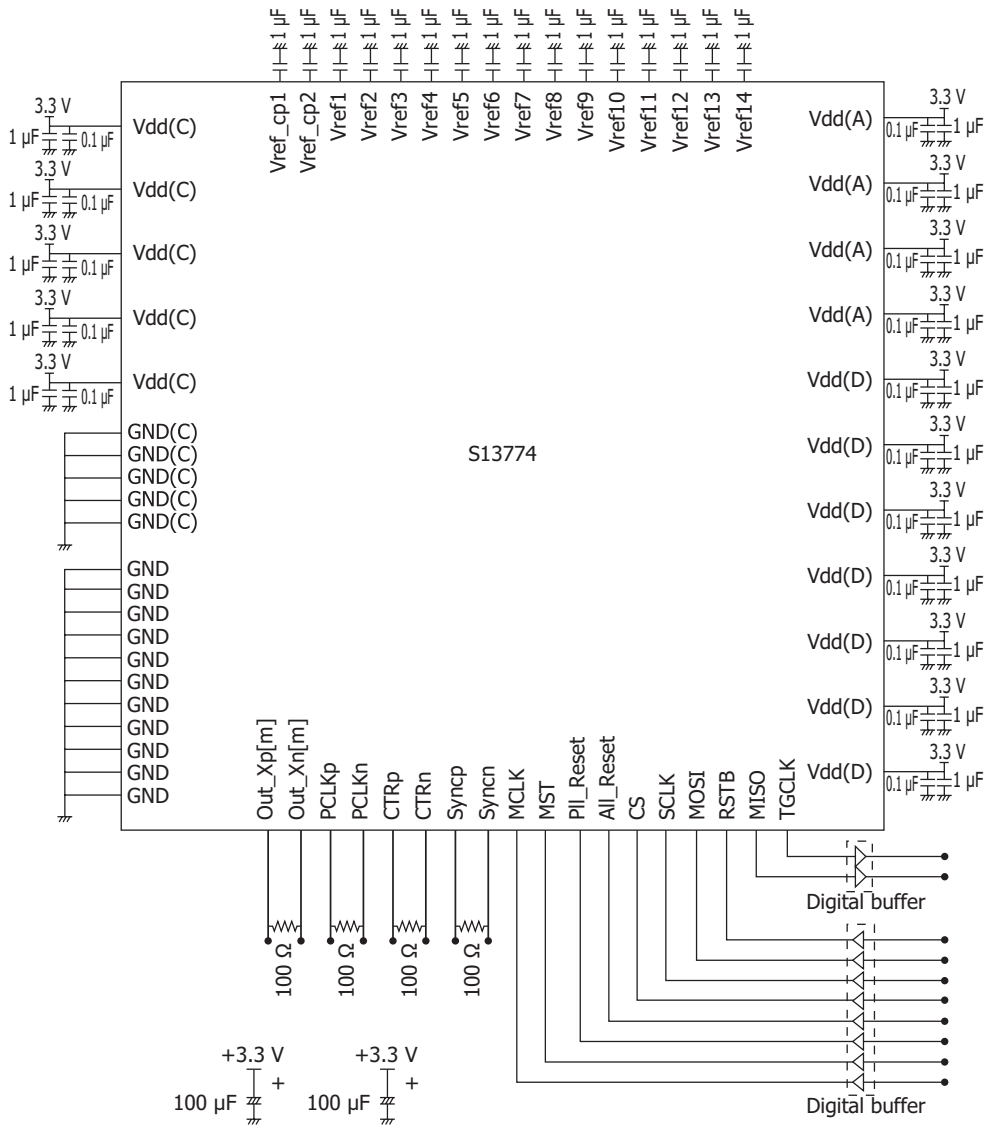 1 μF 1 μF 1 μF 1 μF 1 μF 1 μF 1 μF 1 μF 1 μF 1 μF 1 μF 1 μF 1 μF 1 μF 1 μF 1 μF
Vref_cp1 Vref_cp2 Vref1 Vref2 Vref3 Vref4 Vref5 Vref6 Vref7 Vref8 Vref9 Vref10 Vref11 Vref12 Vref13 Vref14
3.3 V
1 μF 0.1 μF Vdd(C)
3.3 V
1 μF 0.1 μF Vdd(C)
3.3 V
1 μF 0.1 μF Vdd(C)
3.3 V
1 μF 0.1 μF Vdd(C)
3.3 V
1 μF 0.1 μF Vdd(C)
GND(C)
GND(C)
GND(C)
GND(C)
GND(C)
GND
GND
GND
GND
GND
GND
GND
GND
GND
GND
GND
S13774
3.3 V
Vdd(A) 0.1 μF 1 μF
3.3 V
Vdd(A) 0.1 μF 1 μF
3.3 V
Vdd(A) 0.1 μF 1 μF
3.3 V
Vdd(A) 0.1 μF 1 μF
3.3 V
Vdd(D) 0.1 μF 1 μF
3.3 V
Vdd(D) 0.1 μF 1 μF
3.3 V
Vdd(D) 0.1 μF 1 μF
3.3 V
Vdd(D) 0.1 μF 1 μF
3.3 V
Vdd(D) 0.1 μF 1 μF
3.3 V
Vdd(D) 0.1 μF 1 μF
3.3 V
Vdd(D) 0.1 μF 1 μF
Out_Xp[m] Out_Xn[m] PCLKp PCLKn CTRp CTRn Syncp Syncn MCLK MST Pll_Reset All_Reset CS SCLK MOSI RSTB MISO TGCLK
Digital buffer
100 Ω 100 Ω 100 Ω 100 Ω
+3.3 V +3.3 V
+ +
100 μF 100 μF
Digital buffer